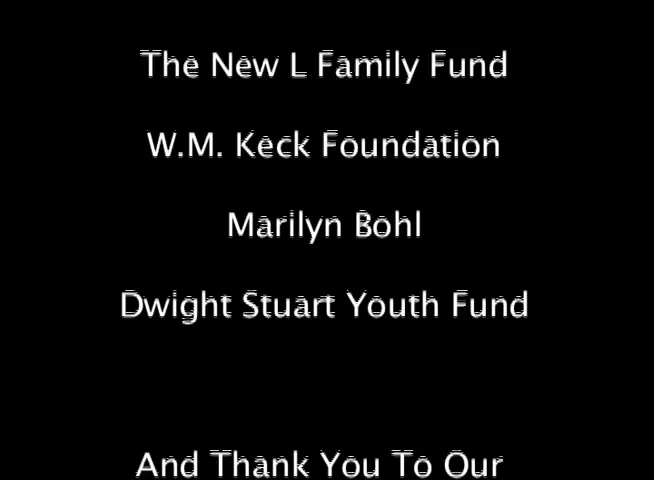 The New L Family Fund
W.M. Keck Foundation
Marilyn Bohl
Dwight Stuart Youth Fund
And Thank You To Our